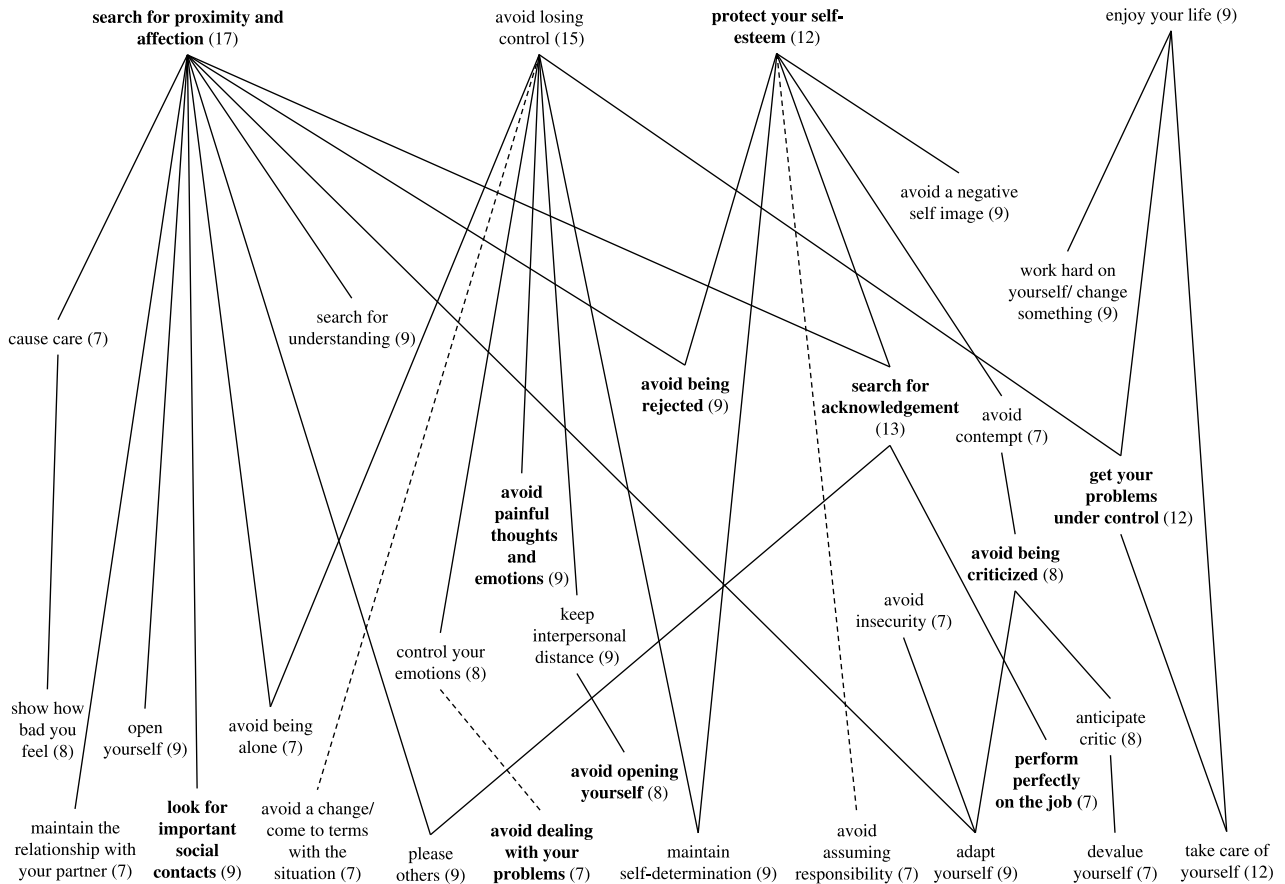 search for proximity and
affection (17)
avoid losing
control (15)
protect your self-
esteem (12)
enjoy your life (9)
avoid a negative
self image (9)
work hard on
yourself/ change
something (9)
cause care (7)
search for
understanding (9)
avoid being
rejected (9)
search for
acknowledgement
(13)
avoid
contempt (7)
get your
problems
under control (12)
avoid
painful
thoughts
and
emotions (9)
avoid being
criticized (8)
avoid
insecurity (7)
keep
interpersonal
distance (9)
control your
emotions (8)
show how
bad you
feel (8)
open
yourself (9)
avoid being
alone (7)
anticipate
critic (8)
avoid opening
yourself (8)
perform
perfectly
on the job (7)
maintain the
relationship with
your partner (7)
look for
important
social
contacts (9)
avoid a change/
come to terms
with the
situation (7)
please
others (9)
avoid dealing
with your
problems (7)
maintain
self-determination (9)
avoid
assuming
responsibility (7)
adapt
yourself (9)
devalue
yourself (7)
take care of
yourself (12)